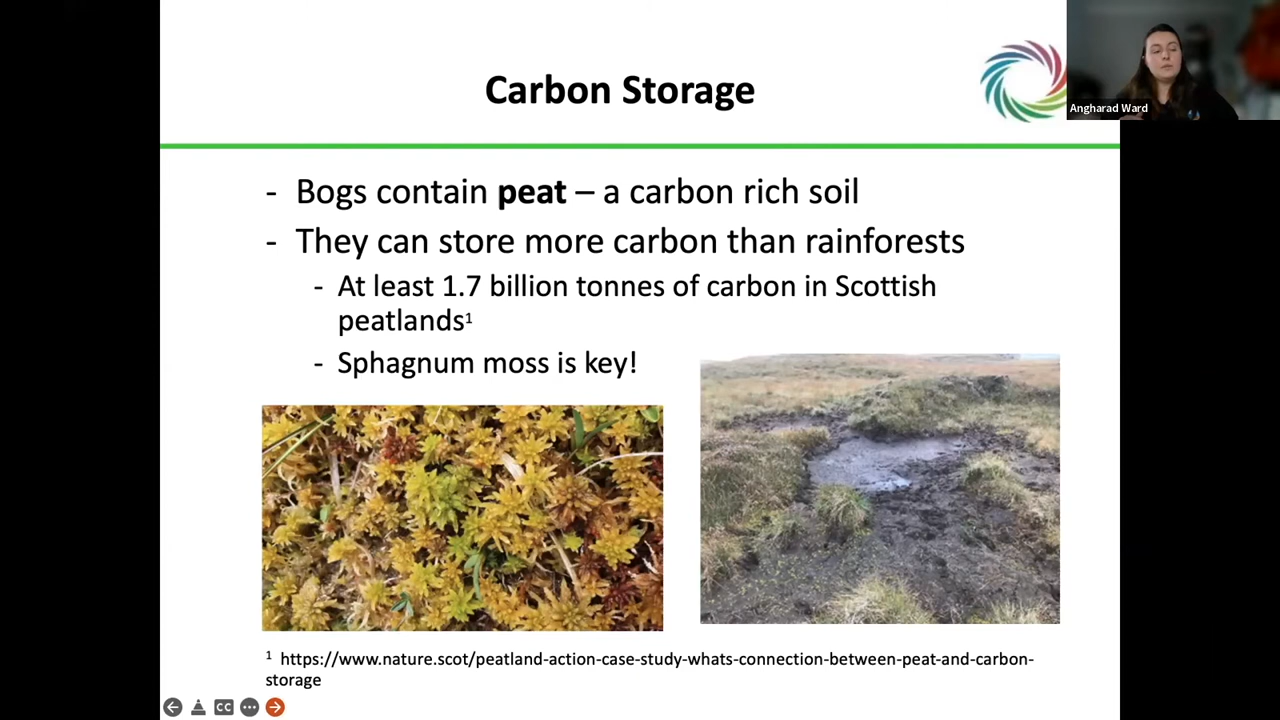 Carbon Storage
Angharad Ward
- Bogs contain peat – a carbon rich soil
- They can store more carbon than rainforests
- At least 1.7 billion tonnes of carbon in Scottish
peatlands¹
- Sphagnum moss is key!
¹ https://www.nature.scot/peatland-action-case-study-whats-connection-between-peat-and-carbon-
storage
CC